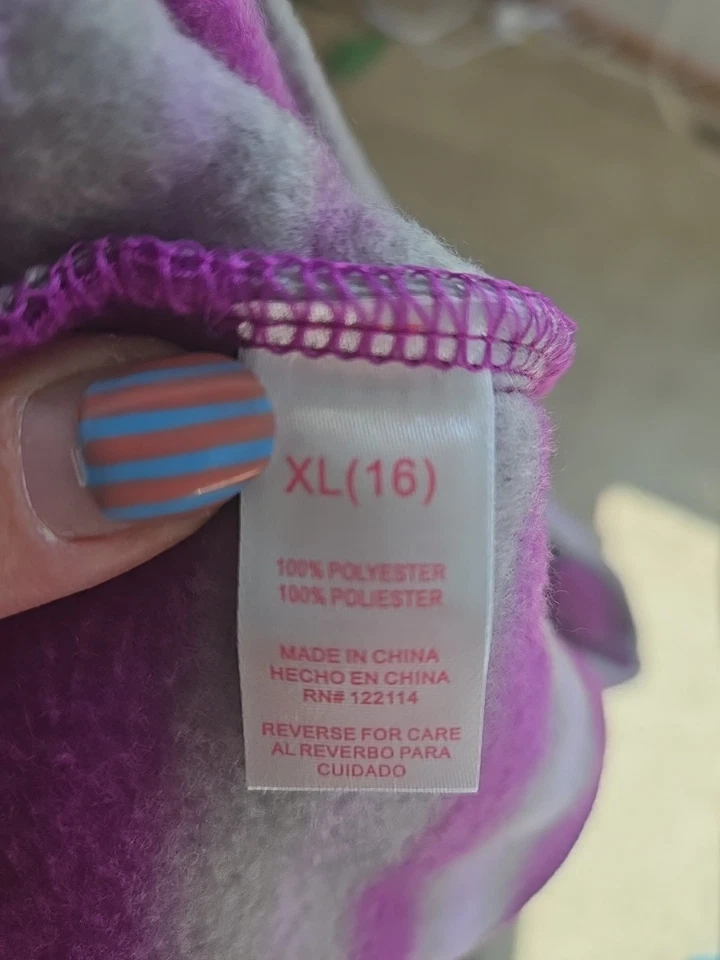 XL(16)
100% POLYESTER
100% POLIESTER
MADE IN CHINA
HECHO EN CHINA
RN# 122114
REVERSE FOR CARE
AL REVERBO PARA
CUIDADO